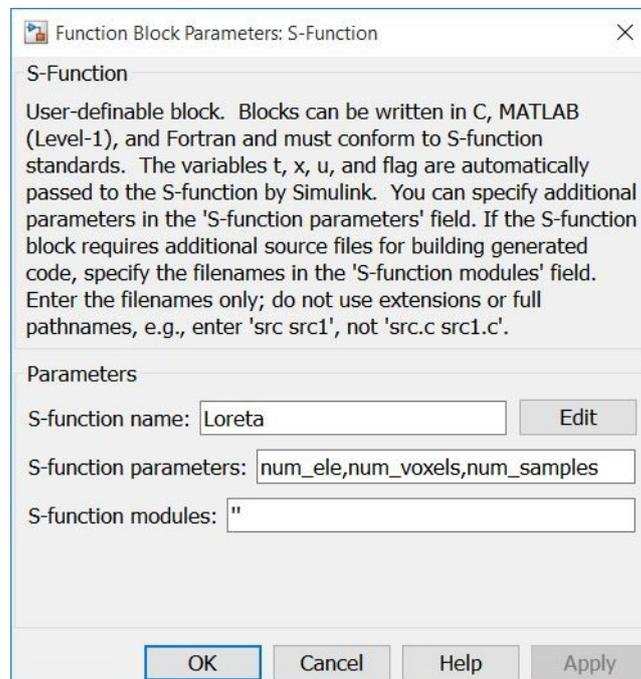 Function Block Parameters: S-Function
S-Function
User-definable block.  Blocks can be written in C, MATLAB
(Level-1), and Fortran and must conform to S-function
standards.  The variables t, x, u, and flag are automatically
passed to the S-function by Simulink.  You can specify additional
parameters in the 'S-function parameters' field. If the S-function
block requires additional source files for building generated
code, specify the filenames in the 'S-function modules' field.
Enter the filenames only; do not use extensions or full
pathnames, e.g., enter 'src src1', not 'src.c src1.c'.
Parameters
S-function name: Loreta Edit
S-function parameters: num_ele,num_voxels,num_samples
S-function modules: ''
OK Cancel Help Apply